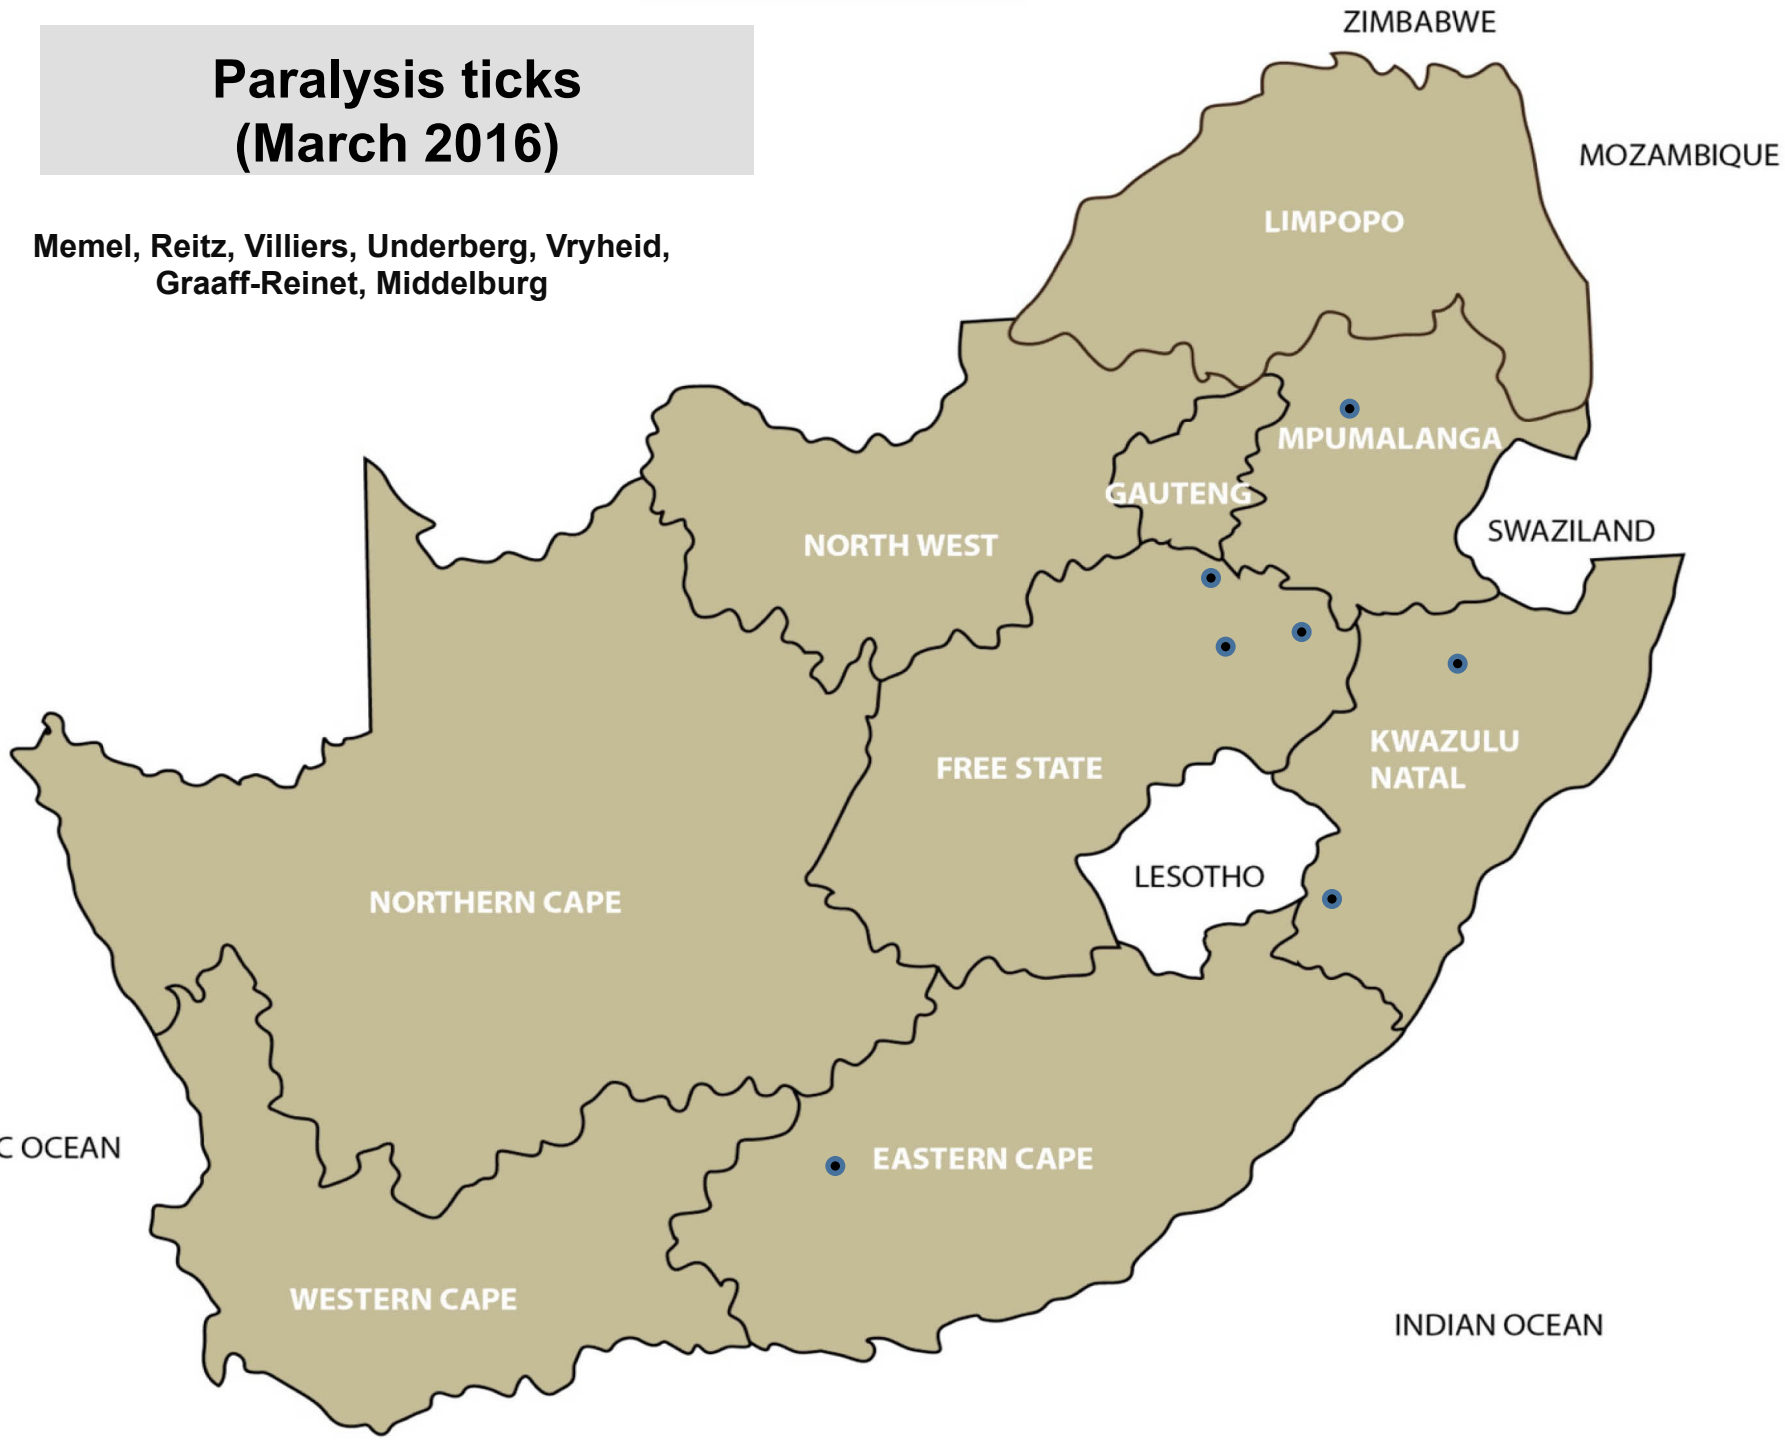 Paralysis ticks
(March 2016)
Memel, Reitz, Villiers, Underberg, Vryheid,
Graaff-Reinet, Middelburg
ZIMBABWE
MOZAMBIQUE
LIMPOPO
MPUMALANGA
GAUTENG
SWAZILAND
NORTH WEST
KWAZULU
NATAL
FREE STATE
LESOTHO
NORTHERN CAPE
C OCEAN
EASTERN CAPE
WESTERN CAPE
INDIAN OCEAN